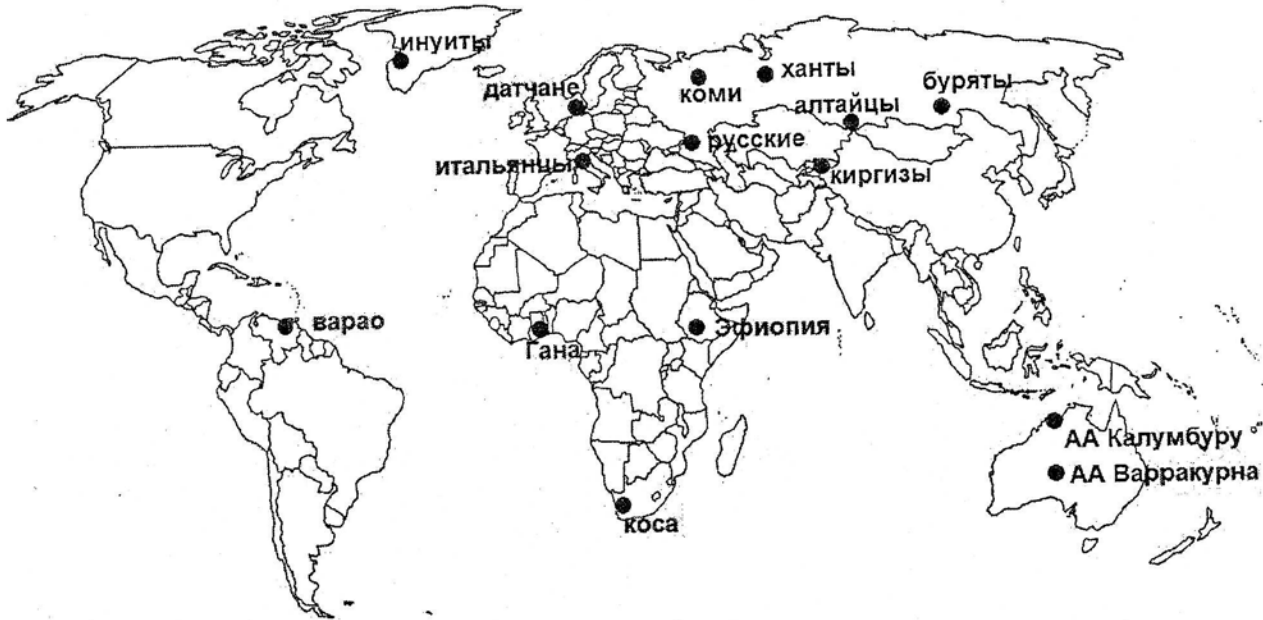 инуиты
датчане
коми
ханты
буряты
алтайцы
русские
итальянцы
киргизы
варао
Гана
Эфиопия
АА Калумбуру
АА Варракурна
коса